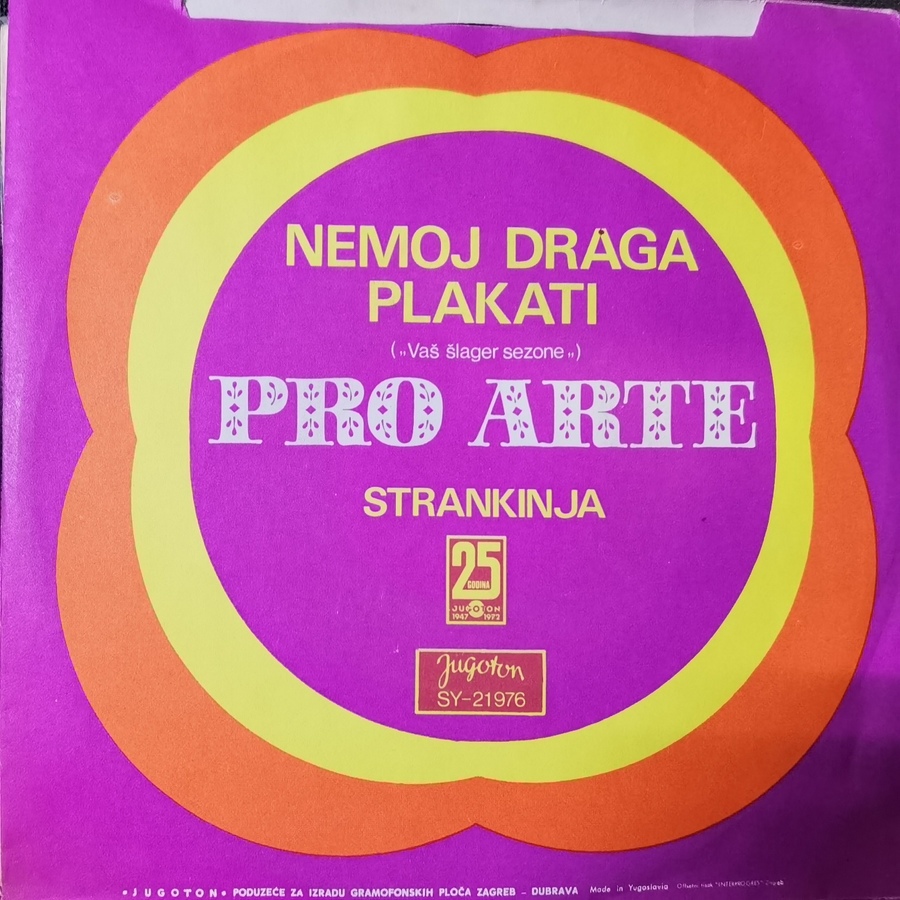 NEMOJ DRAGA
PLAKATI
(„Vaš šlager sezone„)
PRO ARTE
STRANKINJA
25
GODINA
JUGOTON
1947 1972
Jugoton
SY-21976
•JUGOTON• PODUZEĆE ZA IZRADU GRAMOFONSKIH PLOČA ZAGREB - DUBRAVA Made in Yugoslavia